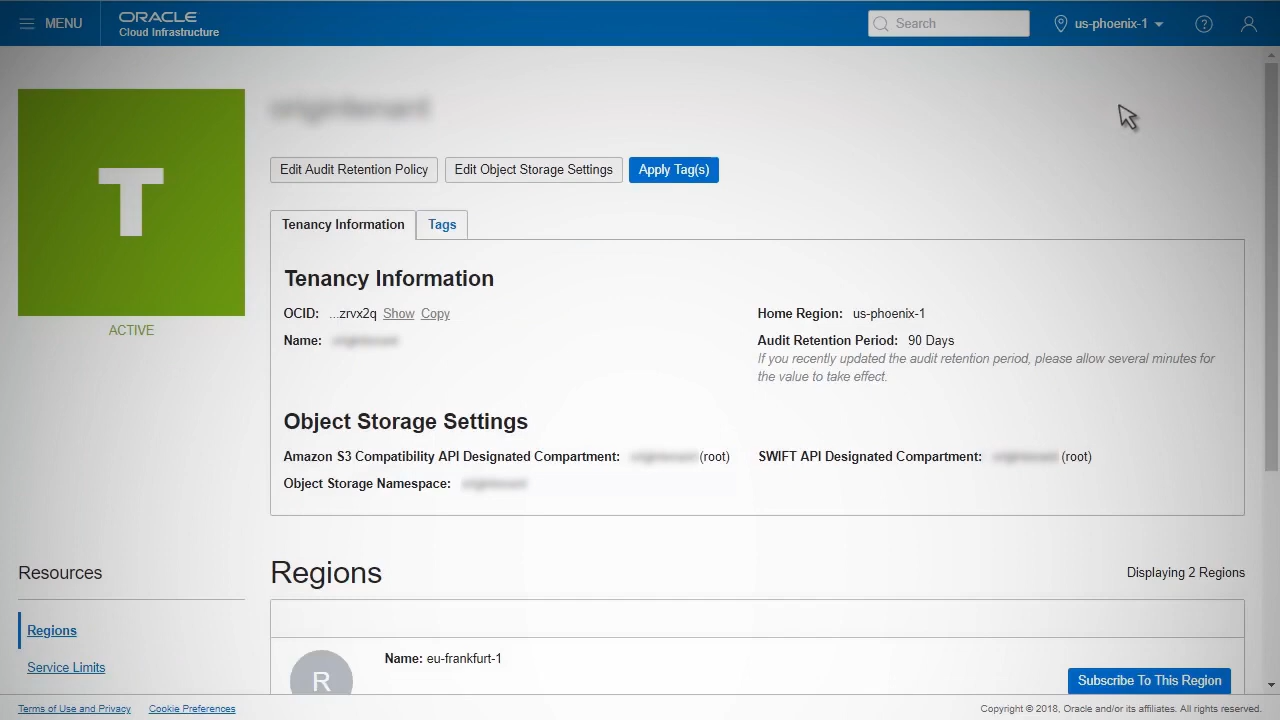 MENU
ORACLE
Cloud Infrastructure
Search
us-phoenix-1
?
T
ACTIVE
Edit Audit Retention Policy
Edit Object Storage Settings
Apply Tag(s)
Tenancy Information
Tags
Tenancy Information
OCID: ...zrvx2q Show Copy
Name:
Home Region: us-phoenix-1
Audit Retention Period: 90 Days
If you recently updated the audit retention period, please allow several minutes for
the value to take effect.
Object Storage Settings
Amazon S3 Compatibility API Designated Compartment: (root)
SWIFT API Designated Compartment: (root)
Object Storage Namespace:
Resources
Regions
Service Limits
Regions
Displaying 2 Regions
R
Name: eu-frankfurt-1
Subscribe To This Region
Terms of Use and Privacy
Cookie Preferences
Copyright © 2018, Oracle and/or its affiliates. All rights reserved.